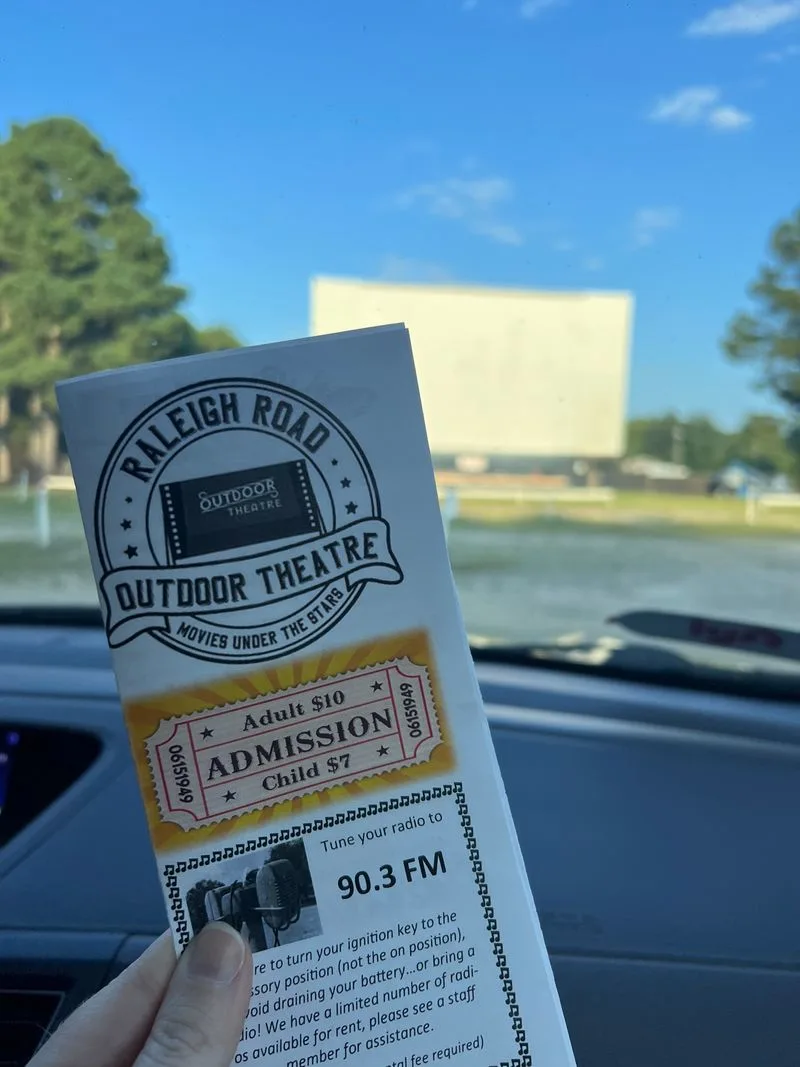 RALEIGH ROAD
OUTDOOR
THEATRE
OUTDOOR THEATRE
MOVIES UNDER THE STARS
Adult $10
06151949
ADMISSION
06151949
Child $7
Tune your radio to
90.3 FM
re to turn your ignition key to the
ssory position (not the on position),
void draining your battery...or bring a
dio! We have a limited number of radi-
os available for rent, please see a staff
member for assistance.
tal fee required)